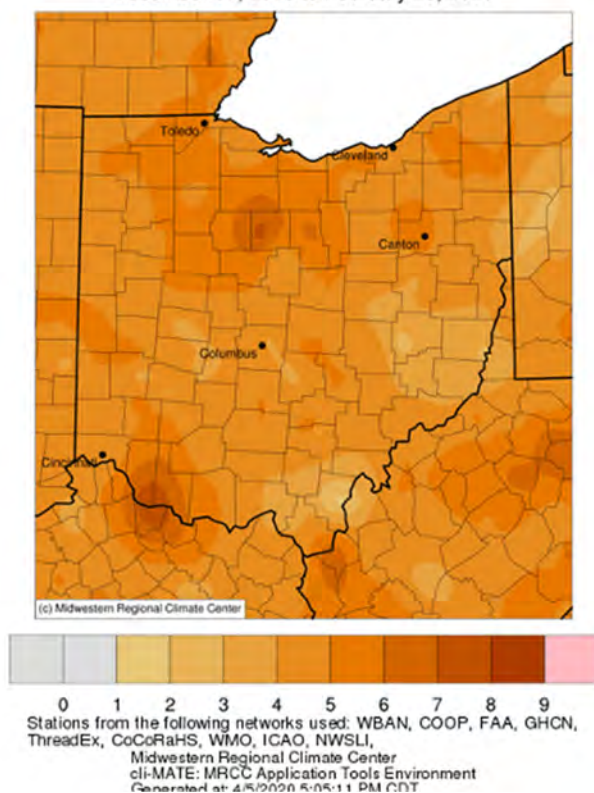 Toledo
Cleveland
Canton
Columbus
Cincinnati
(c) Midwestern Regional Climate Center
0 1 2 3 4 5 6 7 8 9
Stations from the following networks used: WBAN, COOP, FAA, GHCN,
ThreadEx, CoCoRaHS, WMO, ICAO, NWSLI,
Midwestern Regional Climate Center
cli-MATE: MRCC Application Tools Environment
Generated at: 4/5/2020 5:05:11 PM CDT